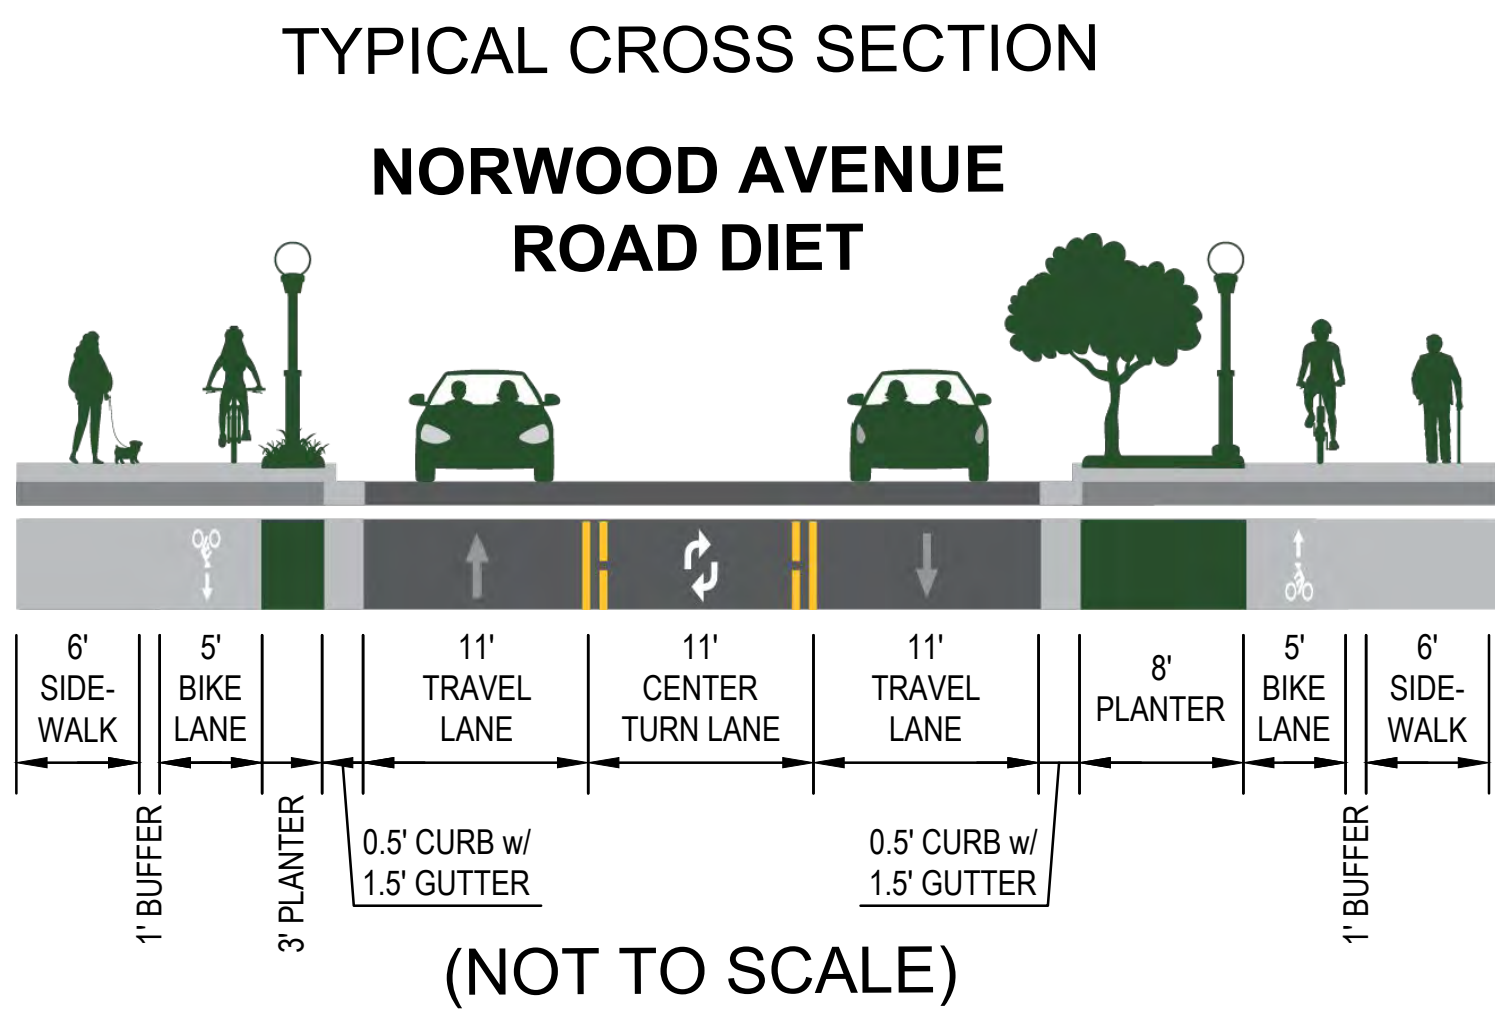 TYPICAL CROSS SECTION
NORWOOD AVENUE
ROAD DIET
6'
SIDE-
WALK
1' BUFFER
5'
BIKE
LANE
3' PLANTER
0.5' CURB w/
1.5' GUTTER
11'
TRAVEL
LANE
11'
CENTER
TURN LANE
11'
TRAVEL
LANE
0.5' CURB w/
1.5' GUTTER
8'
PLANTER
5'
BIKE
LANE
1' BUFFER
6'
SIDE-
WALK
(NOT TO SCALE)